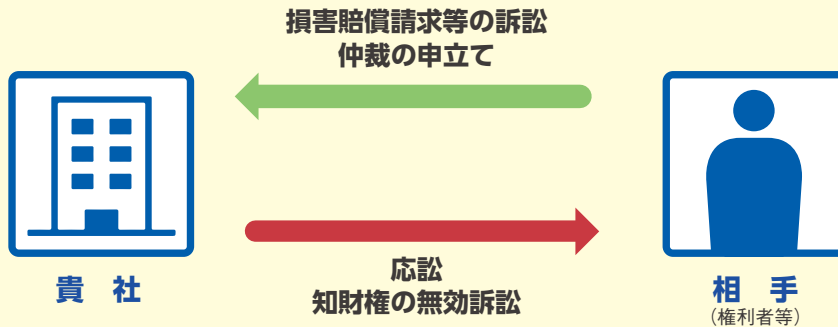 損害賠償請求等の訴訟
仲裁の申立て
貴 社
応訴
知財権の無効訴訟
相 手
（権利者等）